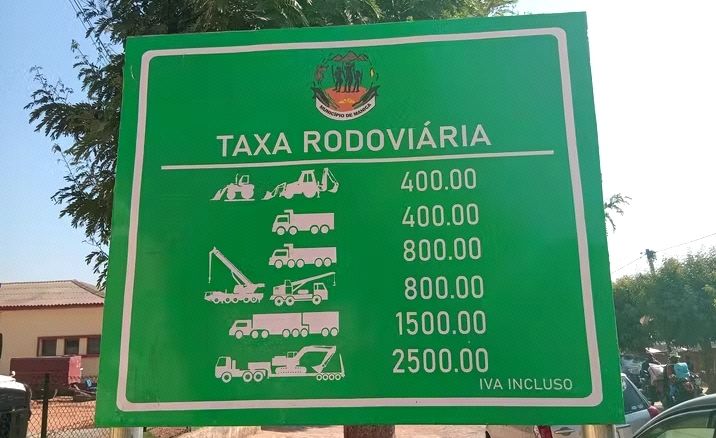 MUNICÍPIO DE MANICA
TAXA RODOVIÁRIA
400.00
400.00
800.00
800.00
1500.00
2500.00
IVA INCLUSO